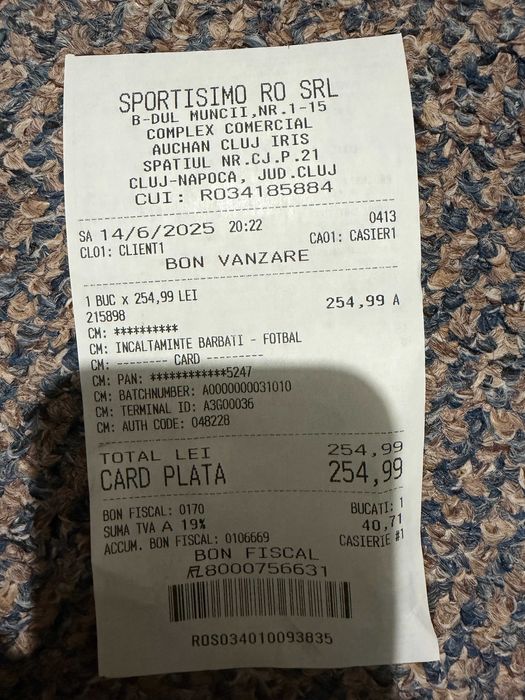 SPORTISIMO RO SRL
B-DUL MUNCII,NR.1-15
COMPLEX COMERCIAL
AUCHAN CLUJ IRIS
SPATIUL NR.CJ.P.21
CLUJ-NAPOCA, JUD.CLUJ
CUI: RO34185884
SA 14/6/2025 20:22 0413
CL01: CLIENT1 CA01: CASIER1
BON VANZARE
1 BUC x 254,99 LEI 254,99 A
215898
CM: **********
CM: INCALTAMINTE BARBATI - FOTBAL
CM: -------- CARD ---------
CM: PAN: ************5247
CM: BATCHNUMBER: A0000000031010
CM: TERMINAL ID: A3G00036
CM: AUTH CODE: 048228
TOTAL LEI 254,99
CARD PLATA 254,99
BON FISCAL: 0170 BUCATI: 1
SUMA TVA A 19% 40,71
ACCUM. BON FISCAL: 0106669 CASIERIE #1
BON FISCAL
8000756631
ROS034010093835